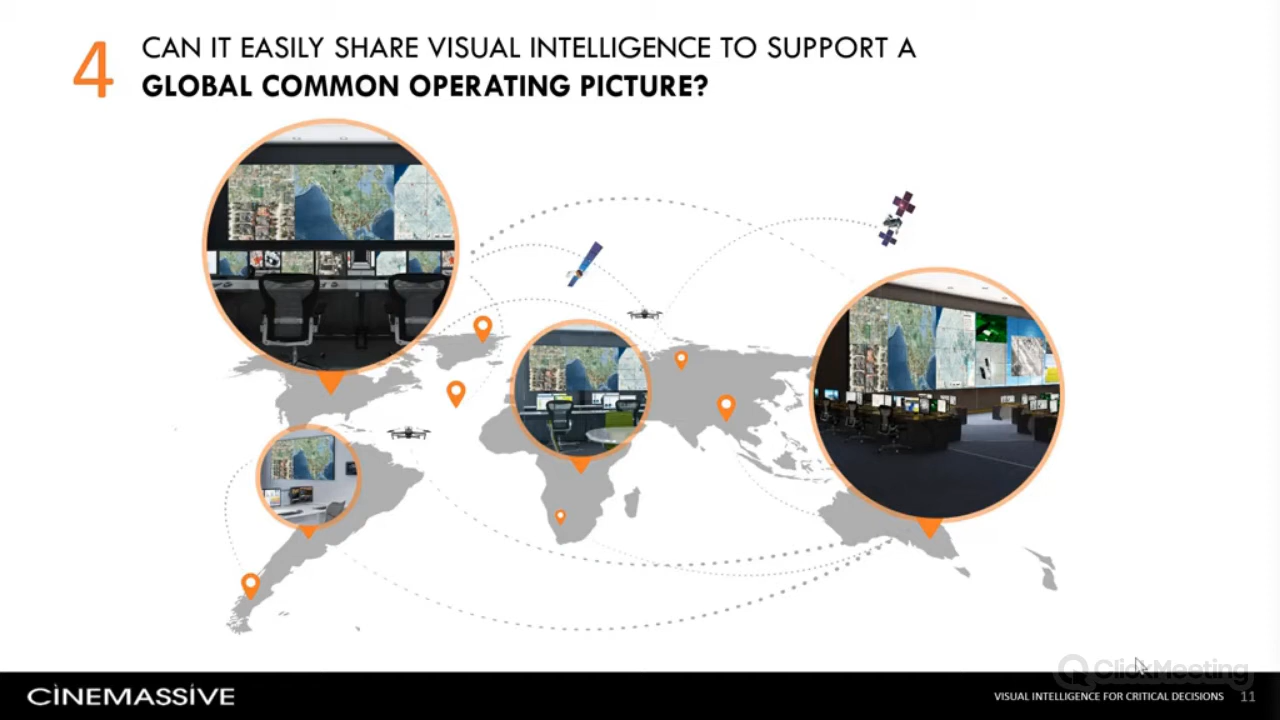 4
CAN IT EASILY SHARE VISUAL INTELLIGENCE TO SUPPORT A
GLOBAL COMMON OPERATING PICTURE?
ClickMeeting
CINEMASSIVE
VISUAL INTELLIGENCE FOR CRITICAL DECISIONS
11